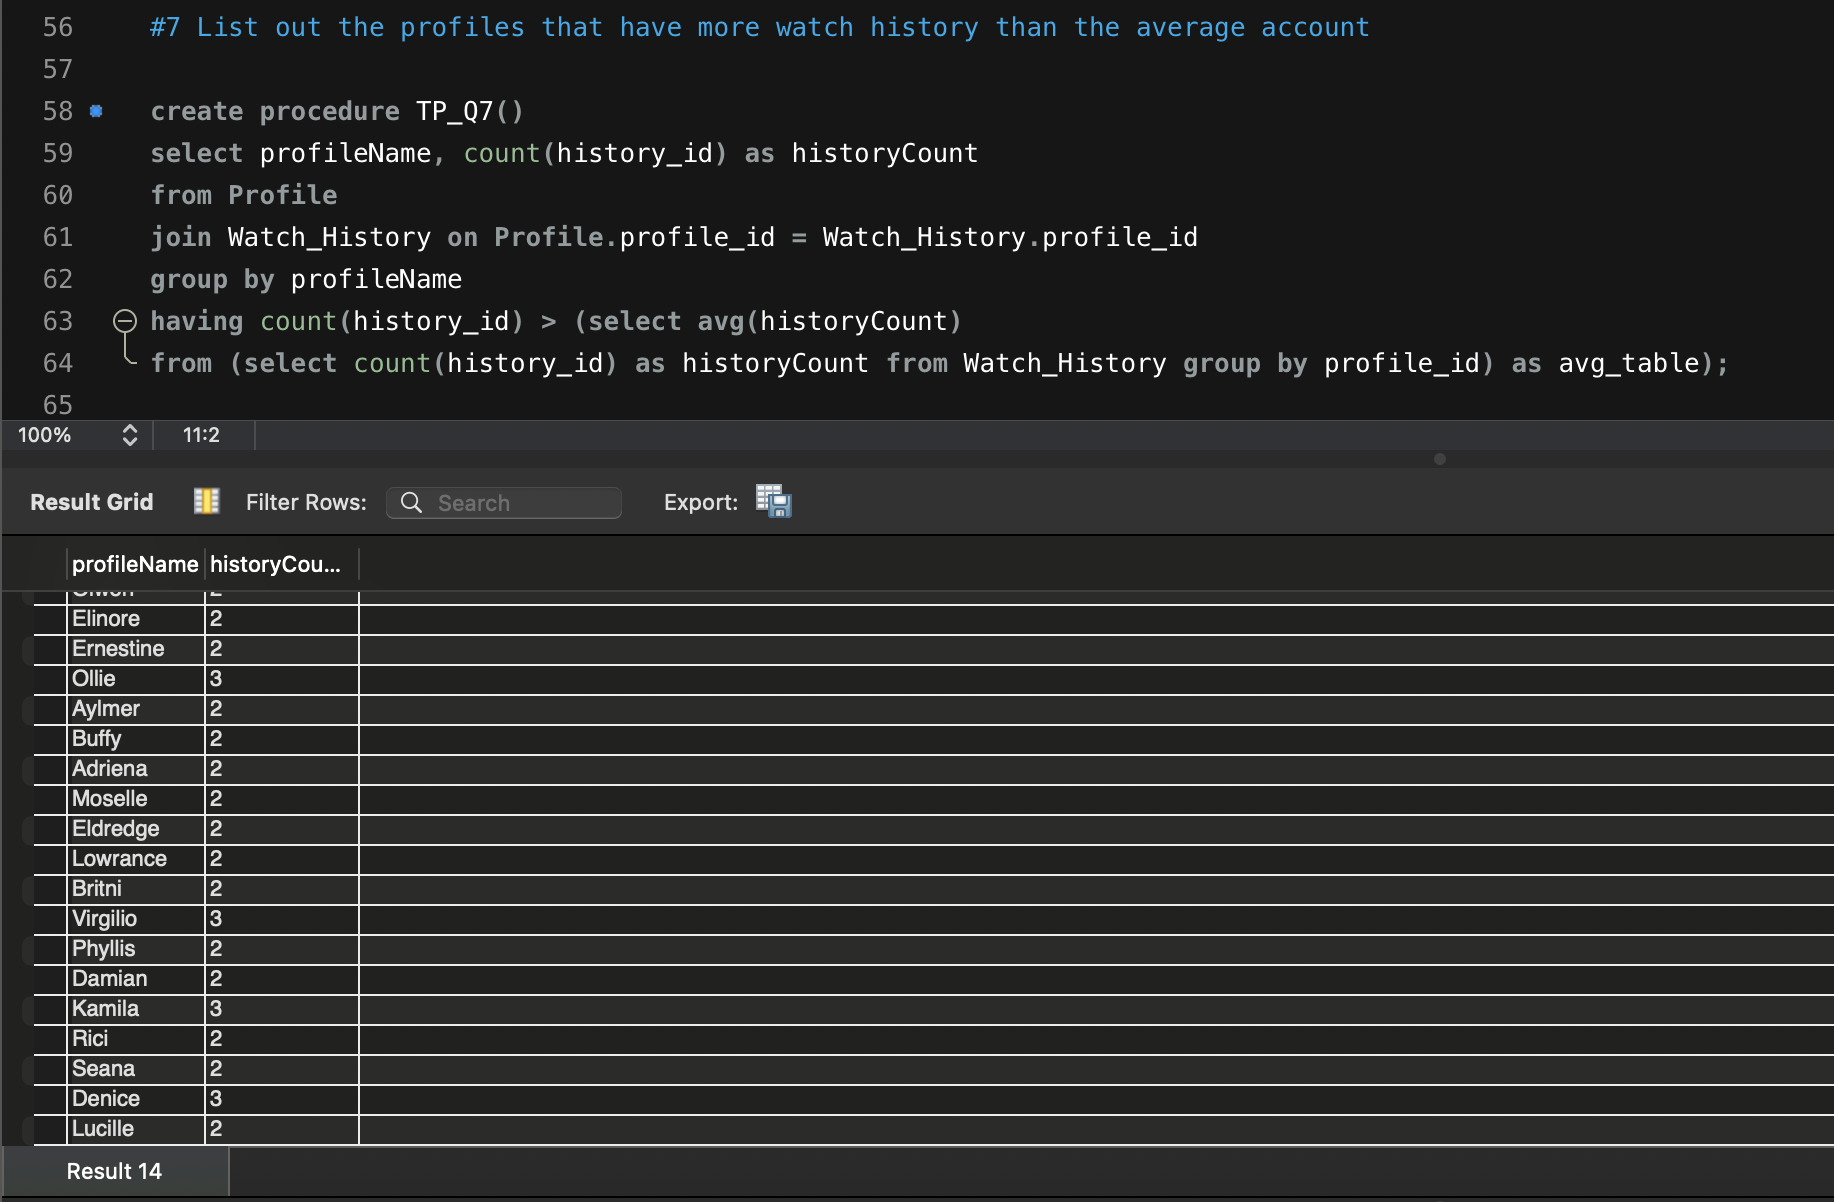 56 #7 List out the profiles that have more watch history than the average account
57
58 create procedure TP_Q7()
59 select profileName, count(history_id) as historyCount
60 from Profile
61 join Watch_History on Profile.profile_id = Watch_History.profile_id
62 group by profileName
63 having count(history_id) > (select avg(historyCount)
64 from (select count(history_id) as historyCount from Watch_History group by profile_id) as avg_table);
65
100% 11:2
Result Grid Filter Rows: Search Export:
profileName historyCou...
Elinore 2
Ernestine 2
Ollie 3
Aylmer 2
Buffy 2
Adriena 2
Moselle 2
Eldredge 2
Lowrance 2
Britni 2
Virgilio 3
Phyllis 2
Damian 2
Kamila 3
Rici 2
Seana 2
Denice 3
Lucille 2
Result 14